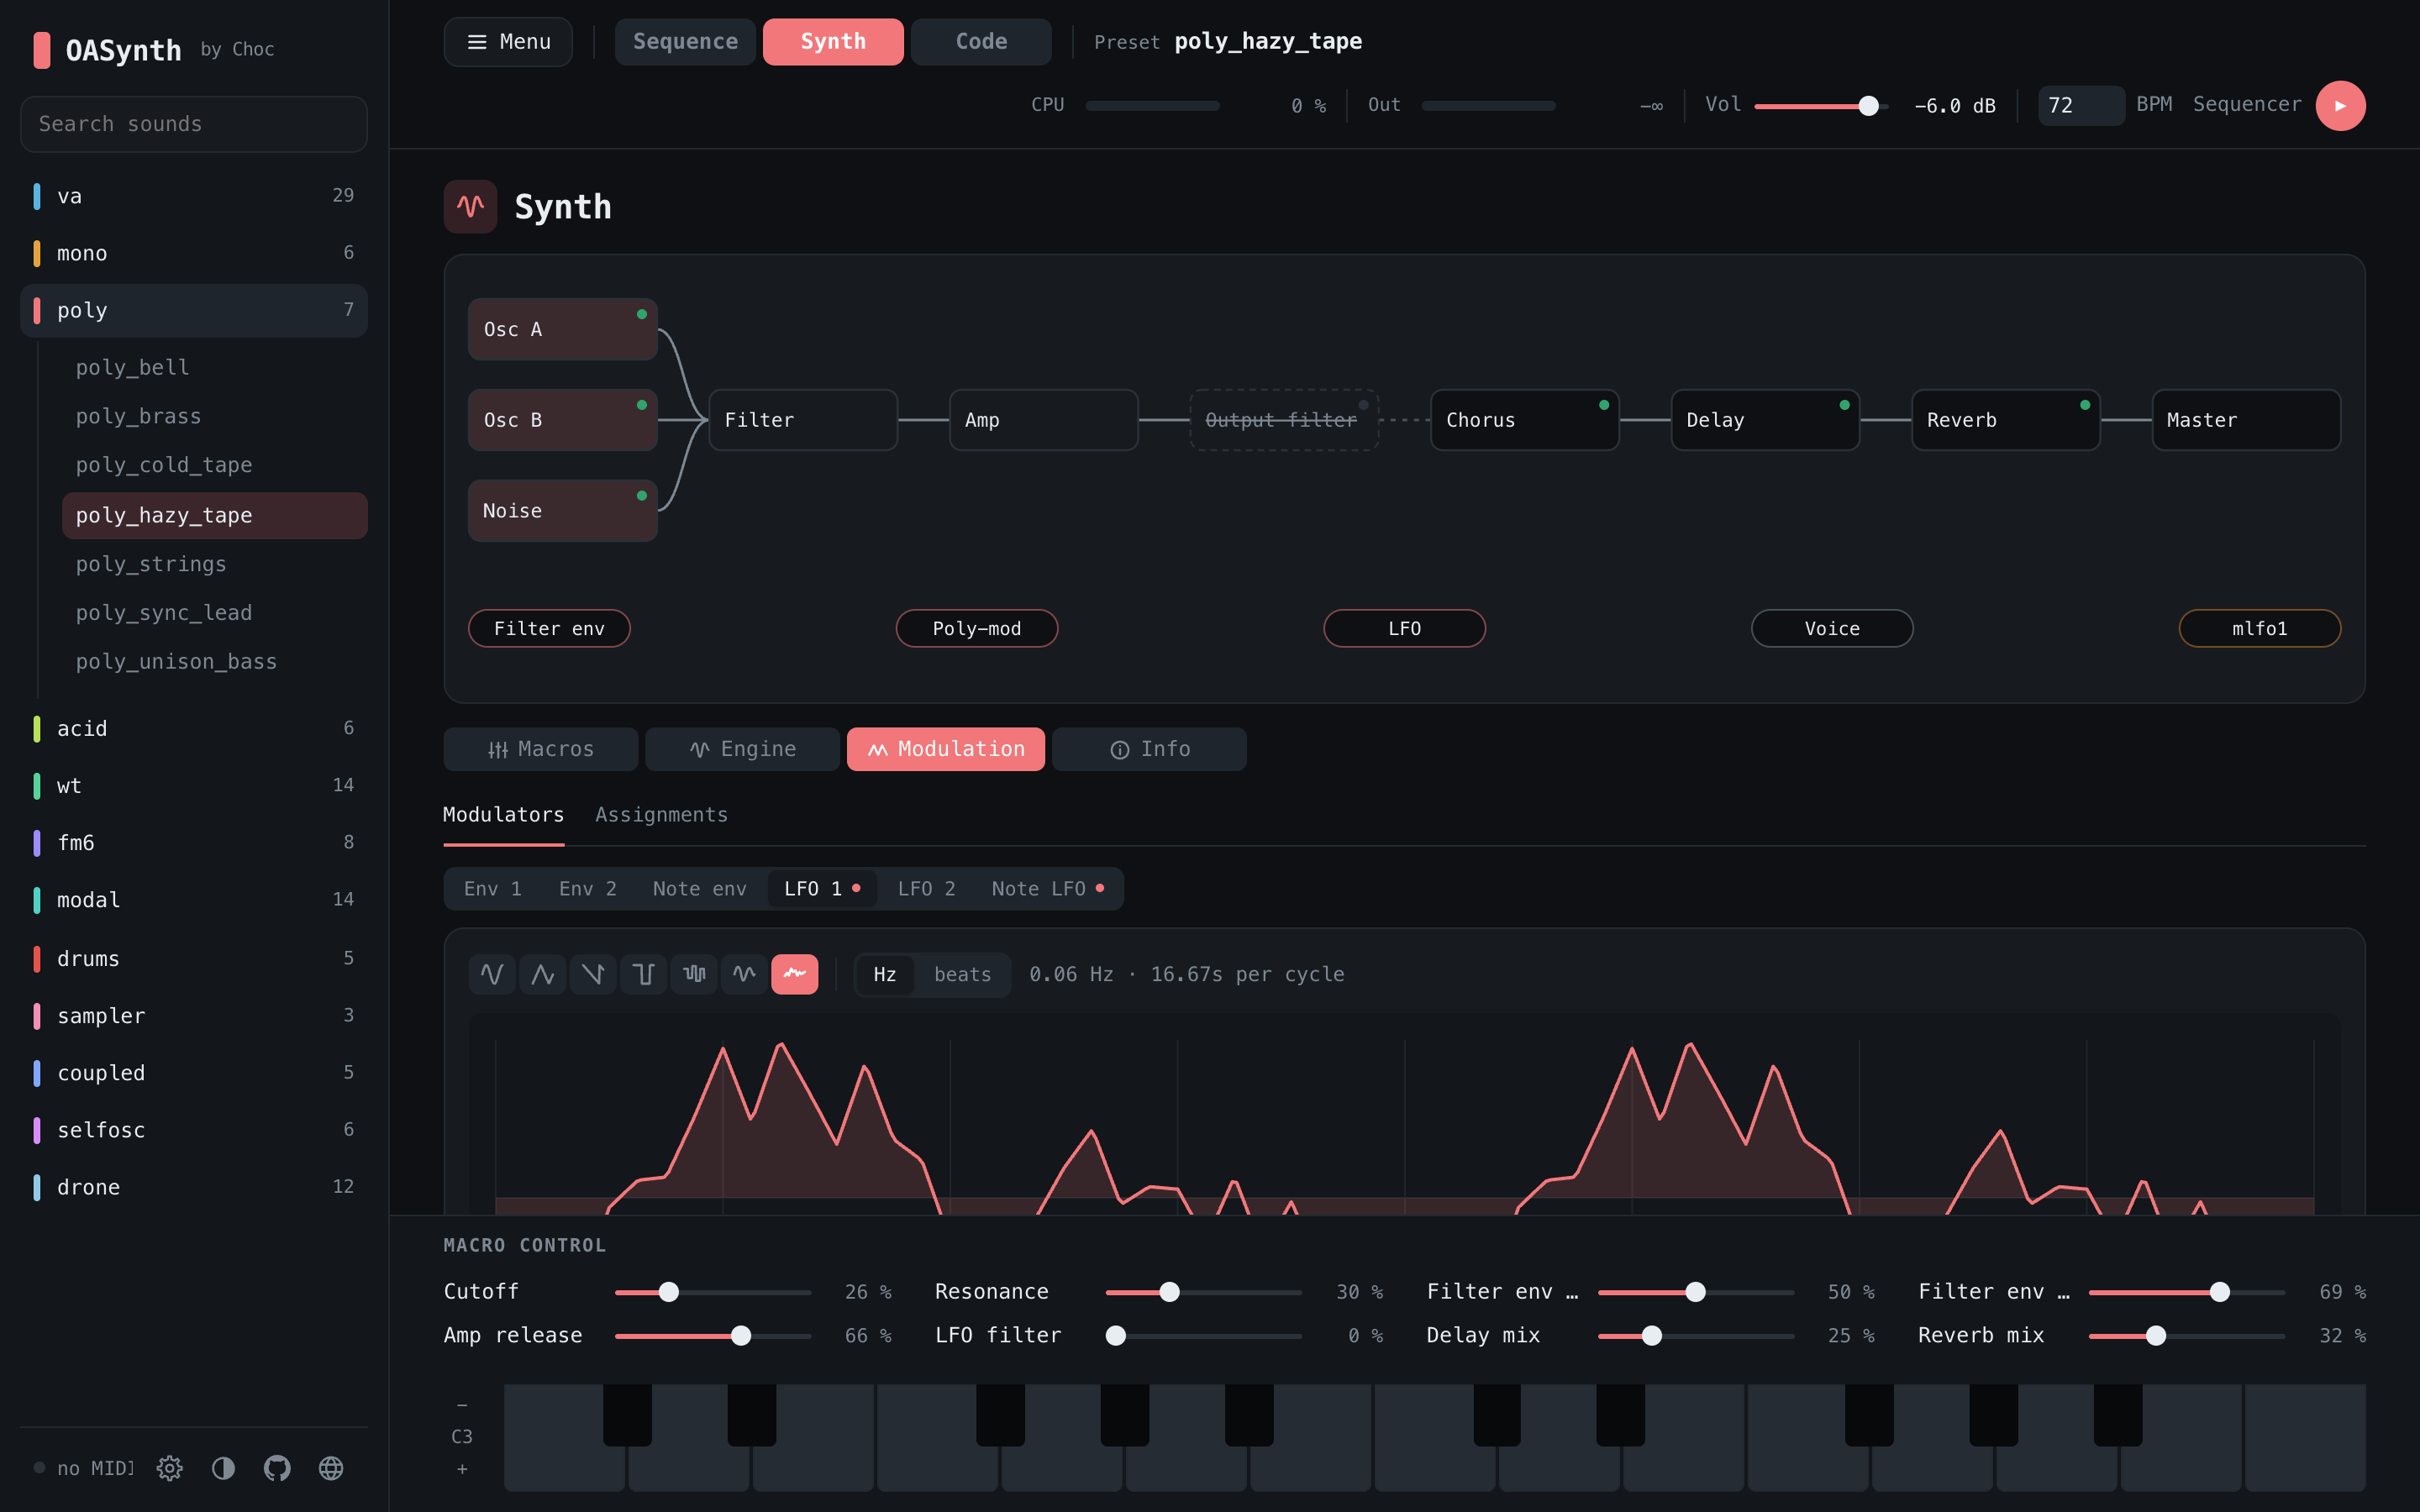 OASynth by Choc
Search sounds
va 29
mono 6
poly 7
poly_bell
poly_brass
poly_cold_tape
poly_hazy_tape
poly_strings
poly_sync_lead
poly_unison_bass
acid 6
wt 14
fm6 8
modal 14
drums 5
sampler 3
coupled 5
selfosc 6
drone 12
no MIDI
Menu Sequence Synth Code Preset poly_hazy_tape
CPU 0 % Out −∞ Vol −6.0 dB 72 BPM Sequencer
Synth
Osc A
Osc B Filter Amp Output filter Chorus Delay Reverb Master
Noise
Filter env Poly−mod LFO Voice mlfo1
Macros Engine Modulation Info
Modulators Assignments
Env 1 Env 2 Note env LFO 1 LFO 2 Note LFO
Hz beats 0.06 Hz · 16.67s per cycle
MACRO CONTROL
Cutoff 26 % Resonance 30 % Filter env … 50 % Filter env … 69 %
Amp release 66 % LFO filter 0 % Delay mix 25 % Reverb mix 32 %
−
C3
+